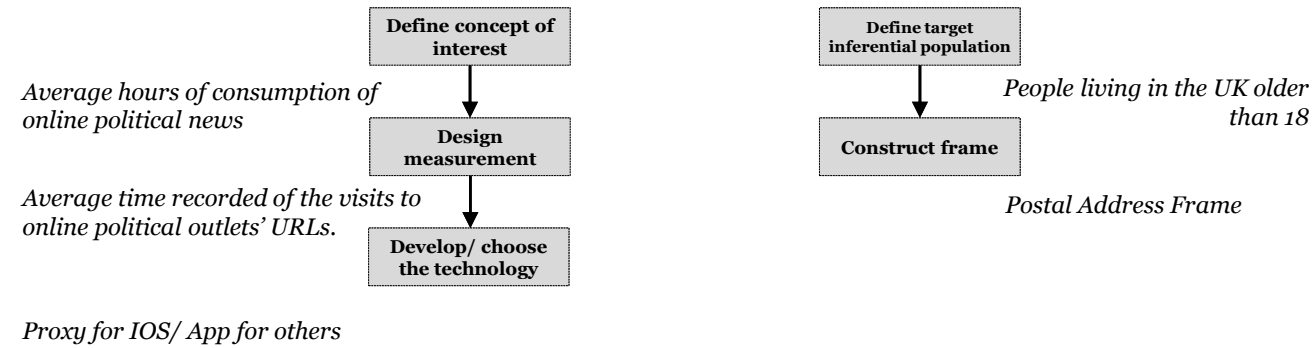 Define concept of
interest
Average hours of consumption of
online political news
Design
measurement
Average time recorded of the visits to
online political outlets’ URLs.
Develop/ choose
the technology
Proxy for IOS/ App for others
Define target
inferential population
People living in the UK older
than 18
Construct frame
Postal Address Frame